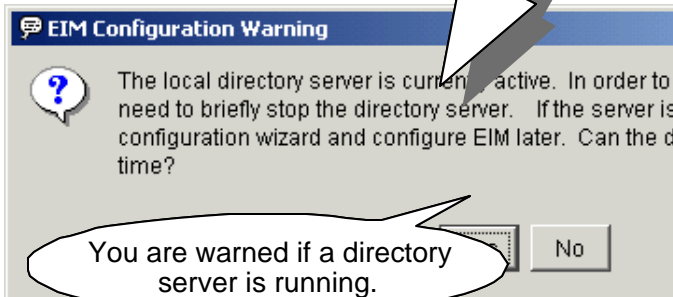 EIM Configuration Warning
The local directory server is currently active. In order to
need to briefly stop the directory server. If the server is
configuration wizard and configure EIM later. Can the d
time?
No
You are warned if a directory
server is running.